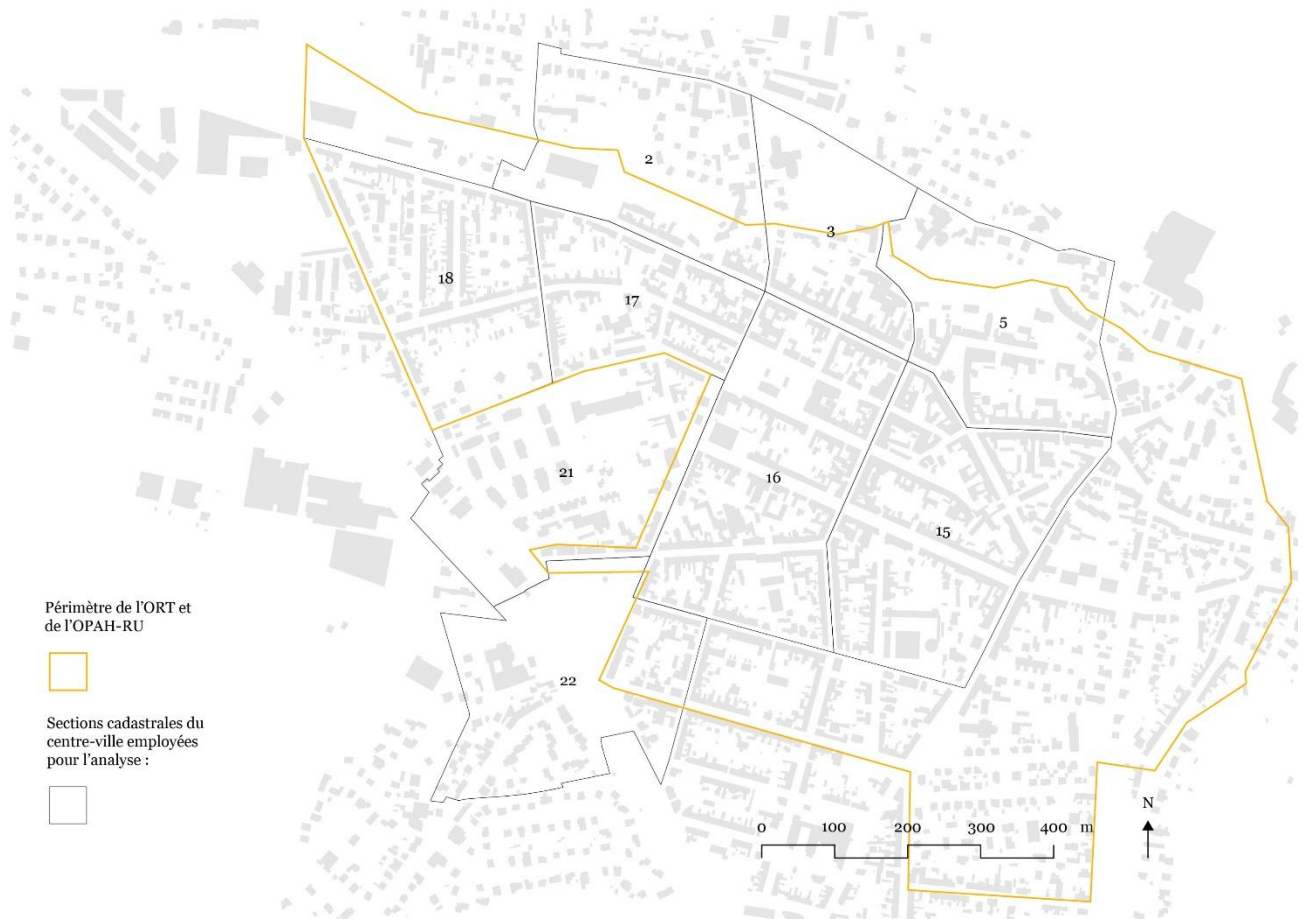 2
3
18
17
5
21
16
15
22
Périmètre de l'ORT et
de l'OPAH-RU
Sections cadastrales du
centre-ville employées
pour l'analyse :
N
0 100 200 300 400 m